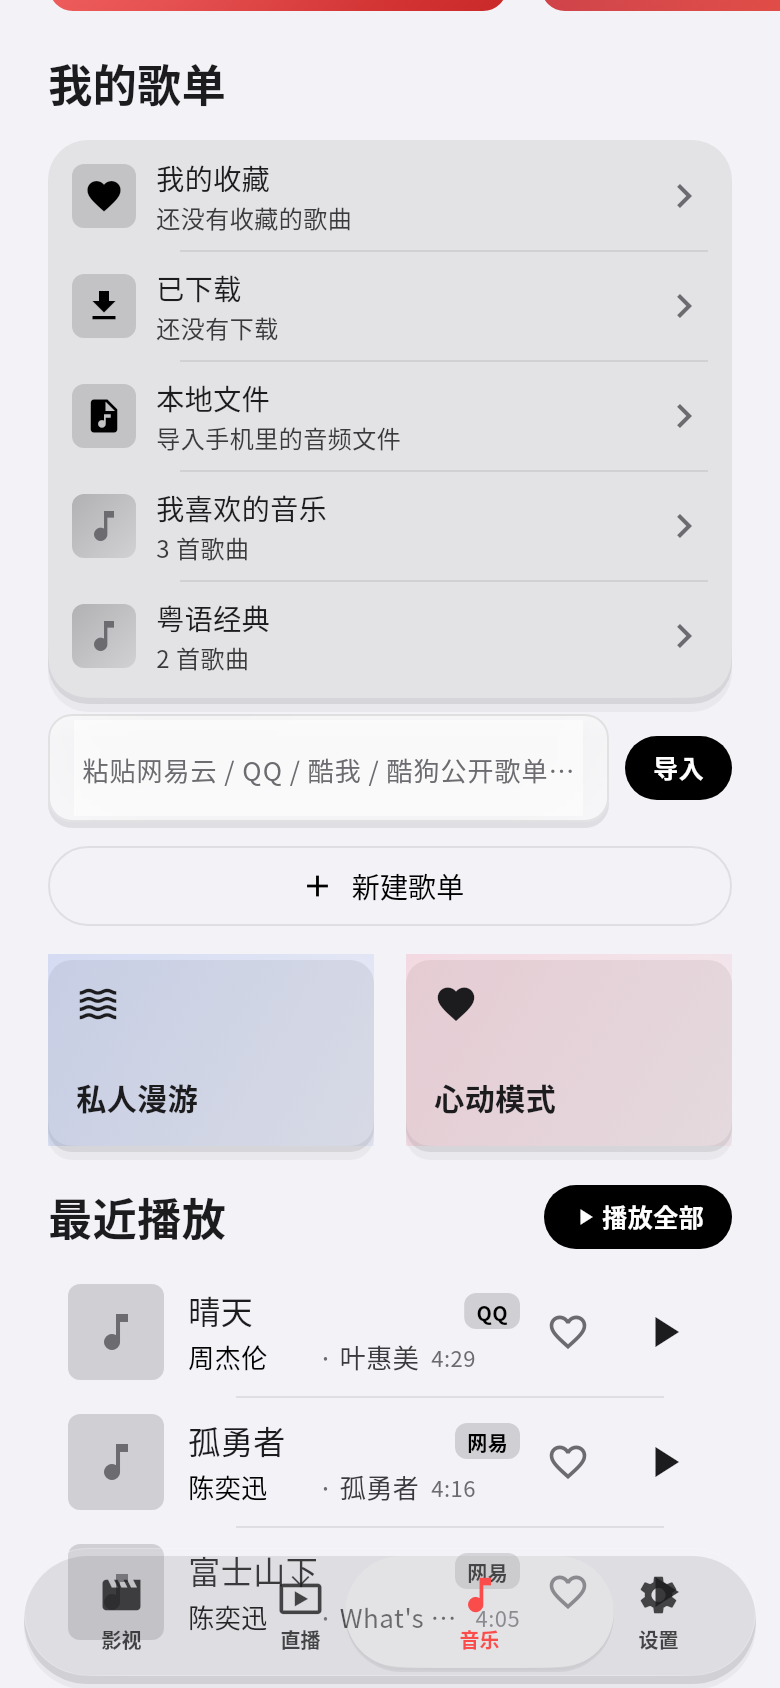 我的歌单
我的收藏
还没有收藏的歌曲
已下载
还没有下载
本地文件
导入手机里的音频文件
我喜欢的音乐
3 首歌曲
粤语经典
2 首歌曲
粘贴网易云 / QQ / 酷我 / 酷狗公开歌单… 导入
新建歌单
私人漫游 心动模式
最近播放 播放全部
晴天 QQ
周杰伦 · 叶惠美 4:29
孤勇者 网易
陈奕迅 · 孤勇者 4:16
富士山下 网易
陈奕迅 · What's … 4:05
影视 直播 音乐 设置